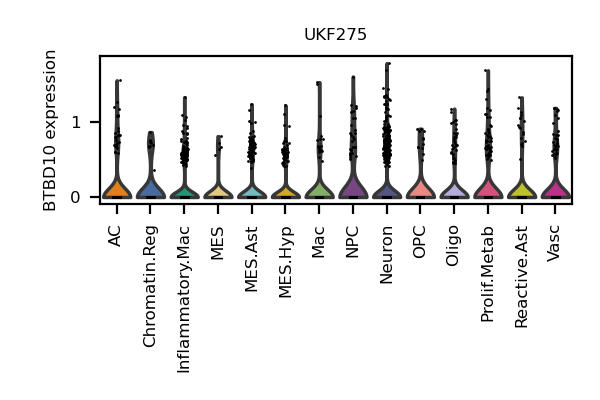 UKF275
BTBD10 expression
1
0
AC
Chromatin.Reg
Inflammatory.Mac
MES
MES.Ast
MES.Hyp
Mac
NPC
Neuron
OPC
Oligo
Prolif.Metab
Reactive.Ast
Vasc